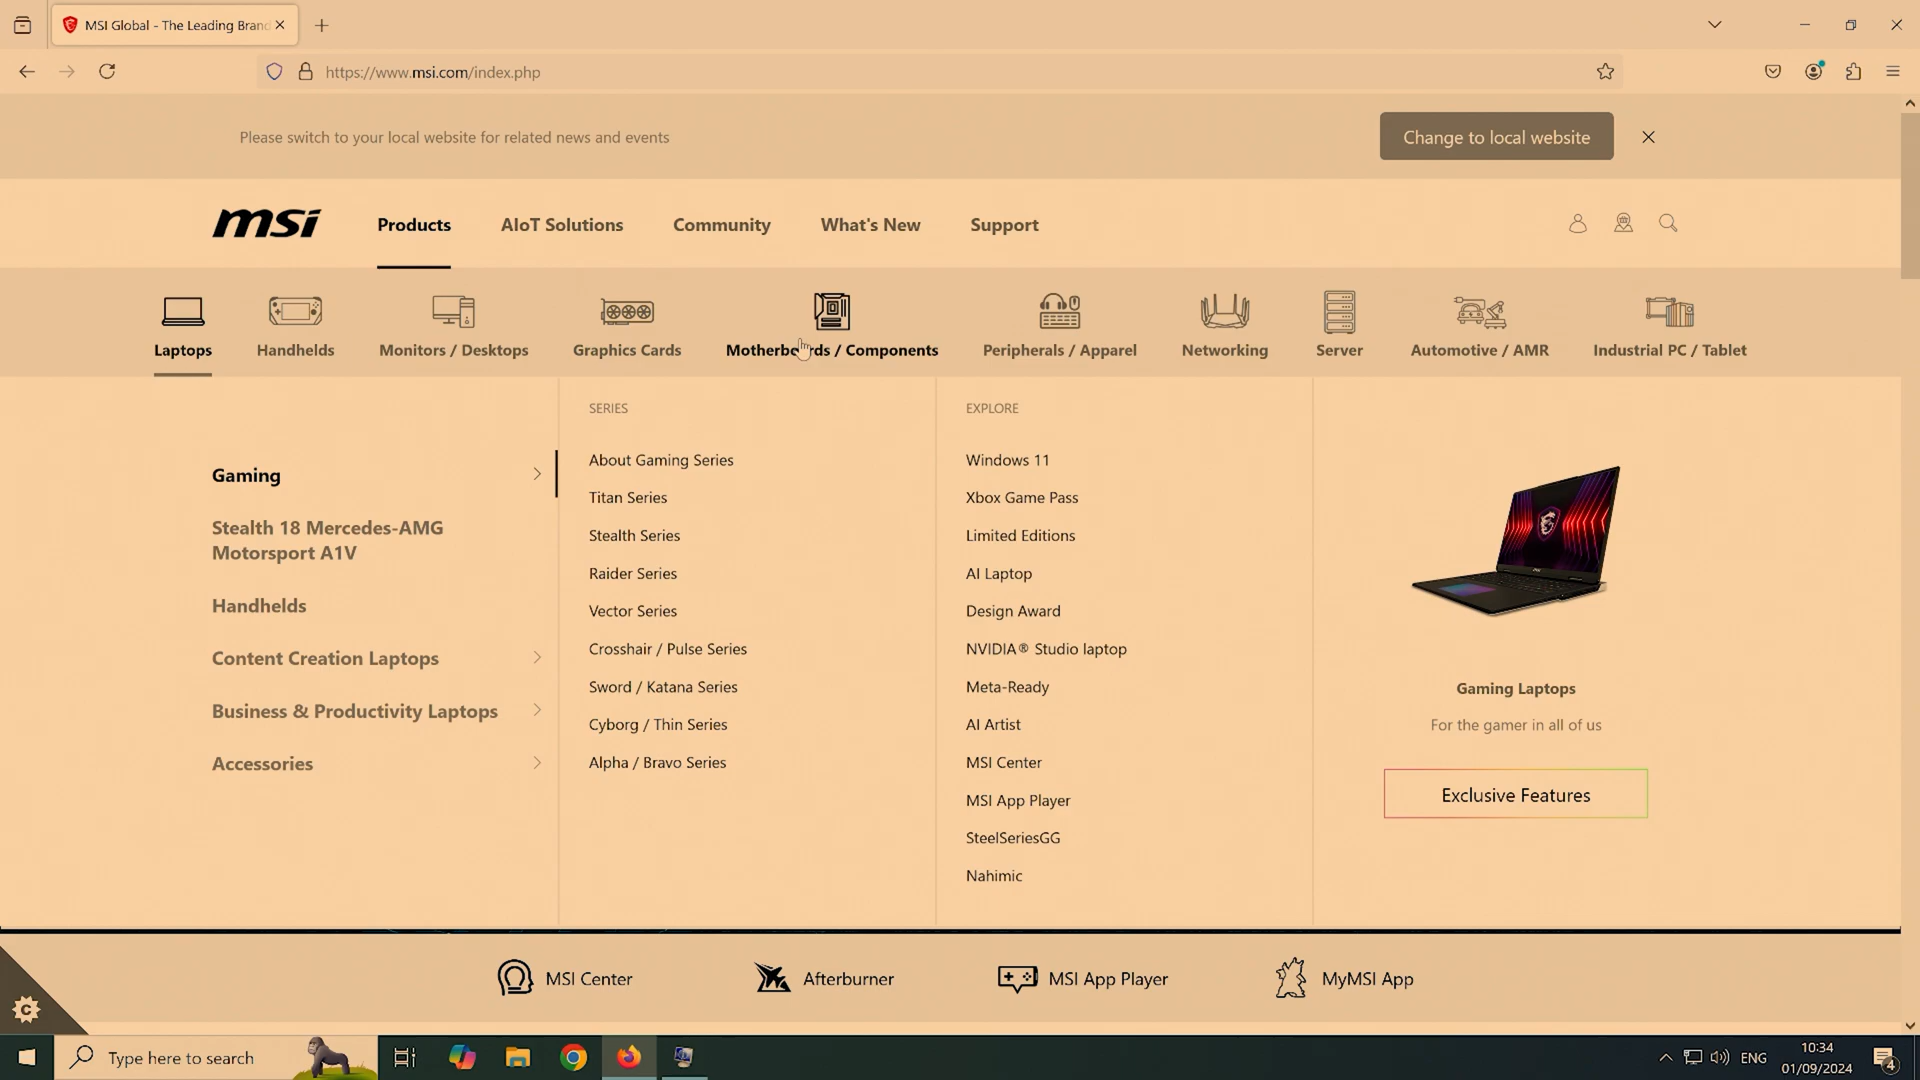 MSI Global - The Leading Brand
https://www.msi.com/index.php
Please switch to your local website for related news and events
Change to local website
msi
Products
AIoT Solutions
Community
What's New
Support
Laptops
Handhelds
Monitors / Desktops
Graphics Cards
Motherboards / Components
Peripherals / Apparel
Networking
Server
Automotive / AMR
Industrial PC / Tablet
Gaming
Stealth 18 Mercedes-AMG
Motorsport A1V
Handhelds
Content Creation Laptops
Business & Productivity Laptops
Accessories
SERIES
About Gaming Series
Titan Series
Stealth Series
Raider Series
Vector Series
Crosshair / Pulse Series
Sword / Katana Series
Cyborg / Thin Series
Alpha / Bravo Series
EXPLORE
Windows 11
Xbox Game Pass
Limited Editions
AI Laptop
Design Award
NVIDIA® Studio laptop
Meta-Ready
AI Artist
MSI Center
MSI App Player
SteelSeriesGG
Nahimic
Gaming Laptops
For the gamer in all of us
Exclusive Features
MSI Center
Afterburner
MSI App Player
MyMSI App
C
Type here to search
ENG
10:34
01/09/2024
4